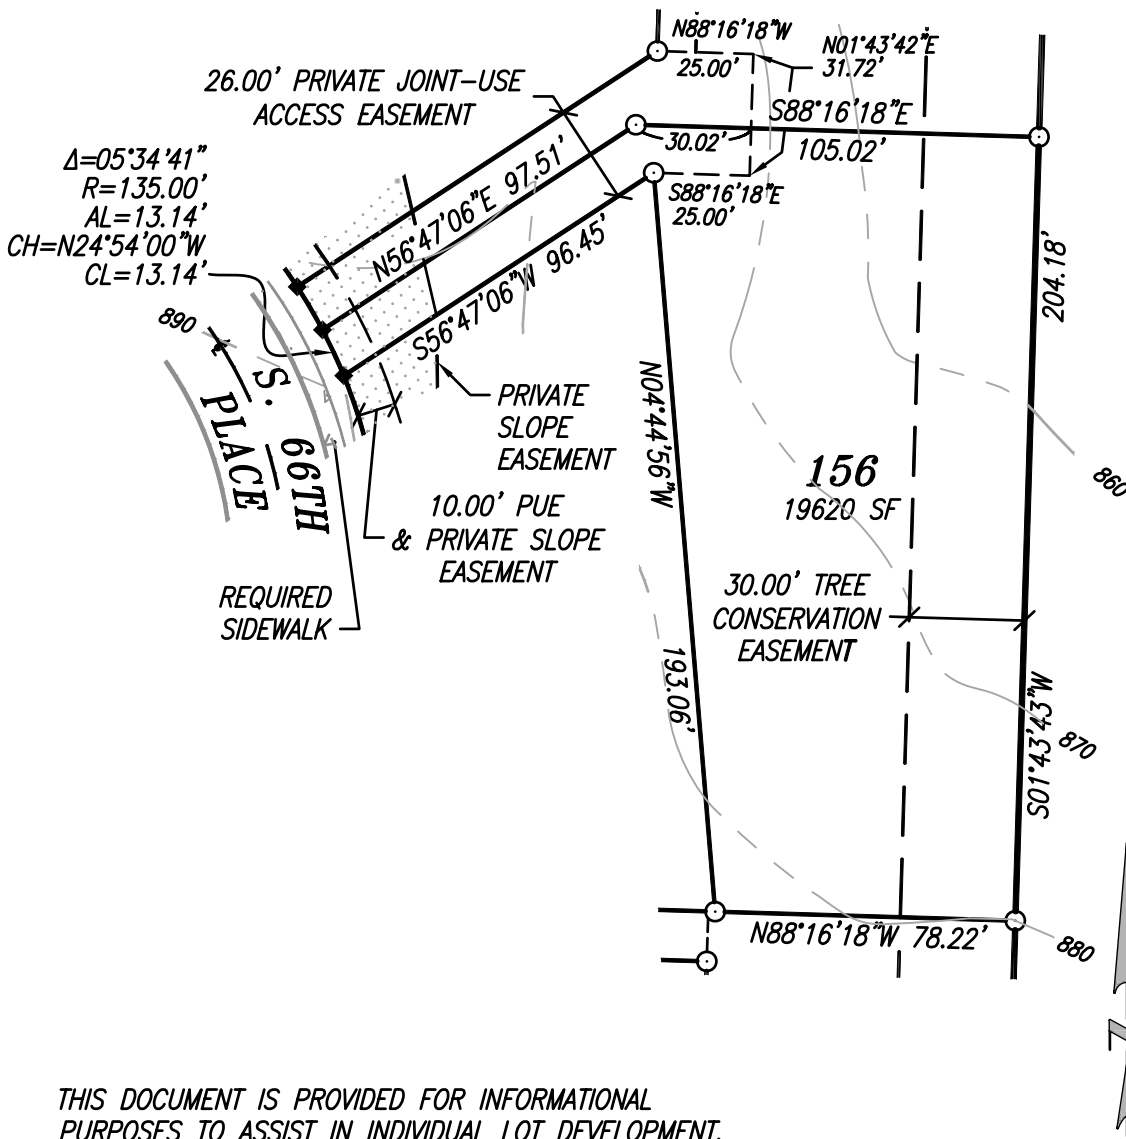 N88°16'18"W
25.00'
N01°43'42"E
31.72'
26.00' PRIVATE JOINT-USE
ACCESS EASEMENT
S88°16'18"E
105.02'
30.02'
Δ=05°34'41"
R=135.00'
AL=13.14'
CH=N24°54'00"W
CL=13.14'
N56°47'06"E 97.51'
S88°16'18"E
25.00'
S56°47'06"W 96.45'
204.18'
890
S. 66TH
PLACE
PRIVATE
SLOPE
EASEMENT
N04°44'56"W
156
19620 SF
860
10.00' PUE
& PRIVATE SLOPE
EASEMENT
30.00' TREE
CONSERVATION
EASEMENT
REQUIRED
SIDEWALK
193.06'
S01°43'43"W
870
N88°16'18"W 78.22'
880
THIS DOCUMENT IS PROVIDED FOR INFORMATIONAL
PURPOSES TO ASSIST IN INDIVIDUAL LOT DEVELOPMENT.